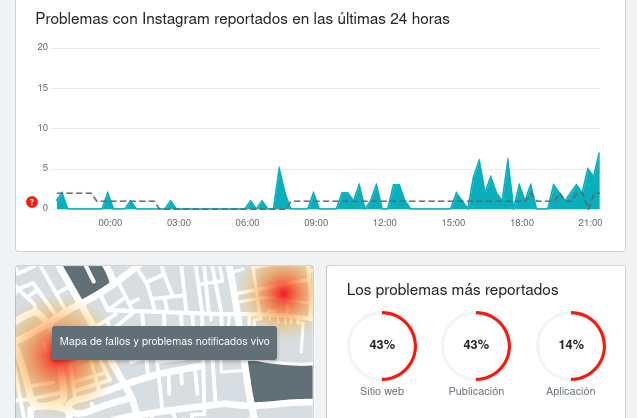 Problemas con Instagram reportados en las últimas 24 horas
20
15
10
5
?
0
00:00 03:00 06:00 09:00 12:00 15:00 18:00 21:00
Mapa de fallos y problemas notificados vivo
Los problemas más reportados
43% 43% 14%
Sitio web Publicación Aplicación